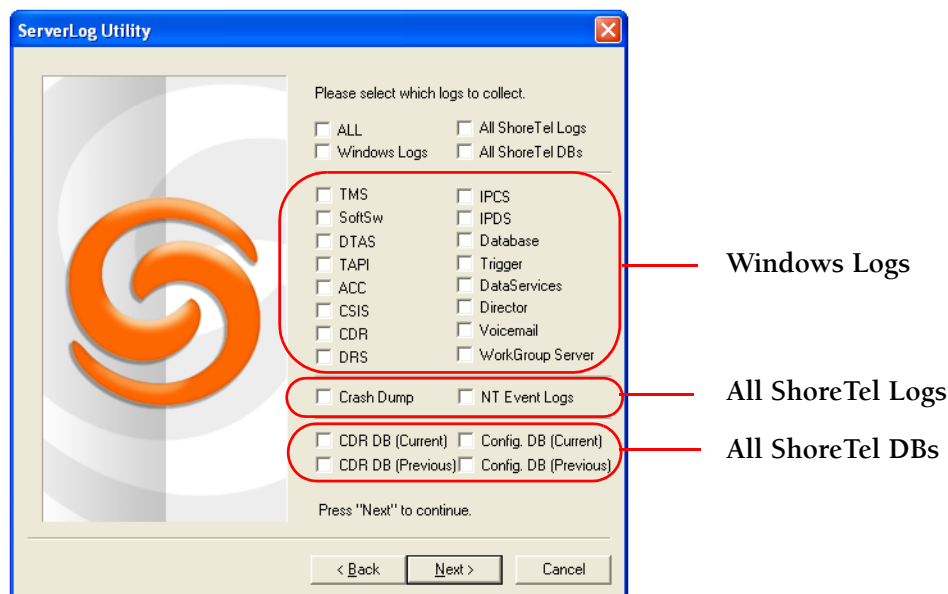 ServerLog Utility
Please select which logs to collect.
ALL All ShoreTel Logs
Windows Logs All ShoreTel DBs
TMS IPCS
SoftSw IPDS
DTAS Database
TAPI Trigger
ACC DataServices
CSIS Director
CDR Voicemail
DRS WorkGroup Server
Windows Logs
Crash Dump NT Event Logs
All ShoreTel Logs
CDR DB (Current) Config. DB (Current)
CDR DB (Previous) Config. DB (Previous)
All ShoreTel DBs
Press "Next" to continue.
< Back Next > Cancel